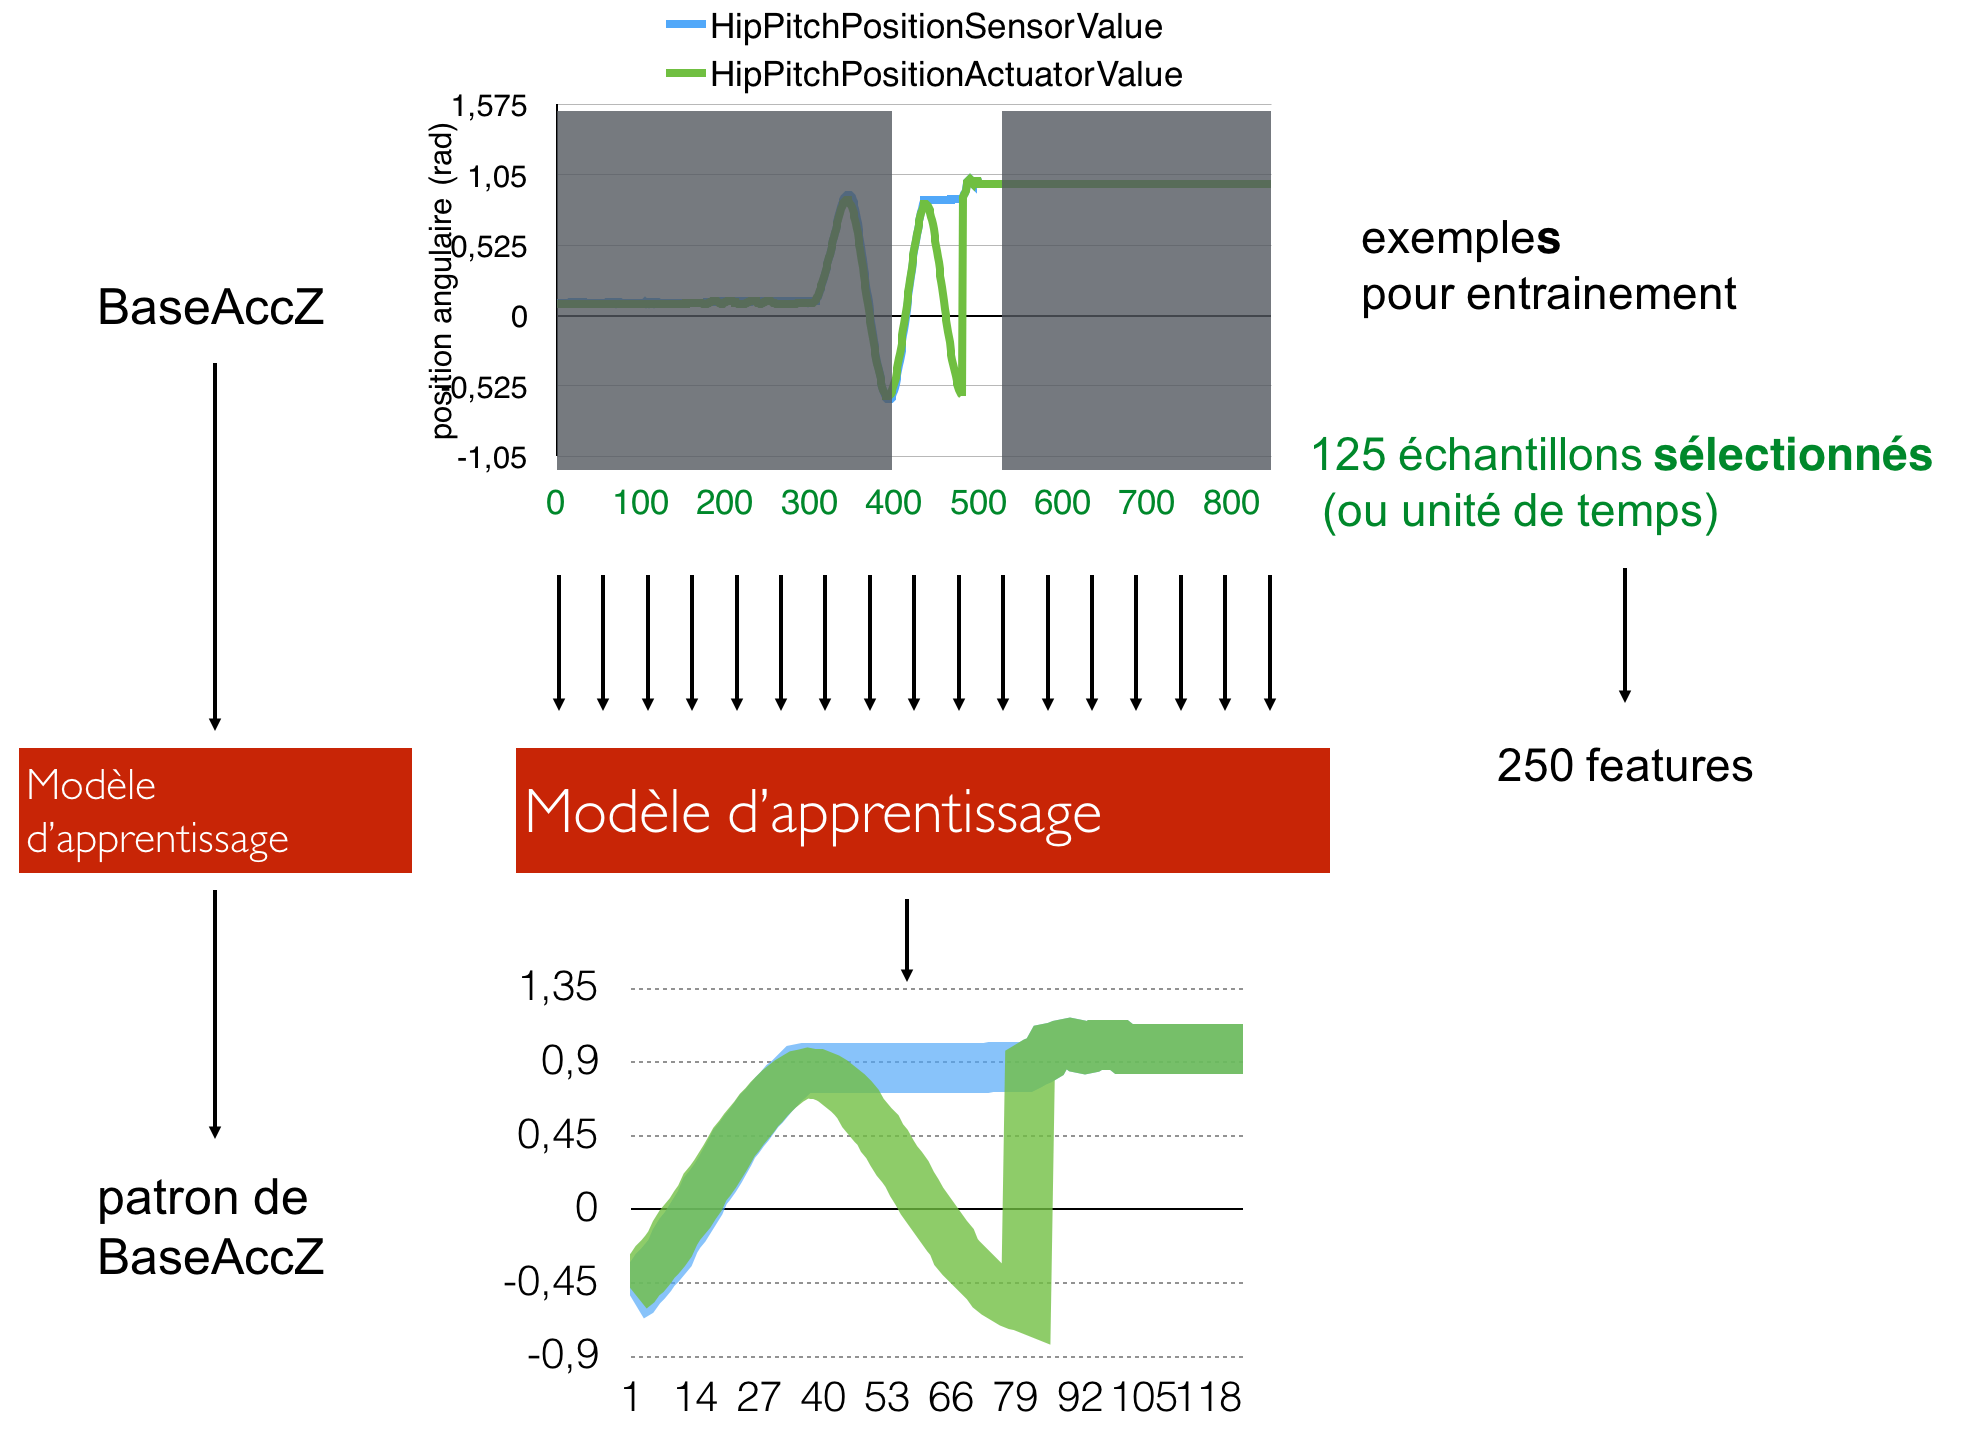 HipPitchPositionSensorValue
HipPitchPositionActuatorValue
position angulaire (rad)
1,575
1,05
0,525
0
-0,525
-1,05
0 100 200 300 400 500 600 700 800
BaseAccZ
exemples
pour entrainement
125 échantillons sélectionnés
(ou unité de temps)
250 features
Modèle
d'apprentissage
Modèle d'apprentissage
patron de
BaseAccZ
1,35
0,9
0,45
0
-0,45
-0,9
1 14 27 40 53 66 79 92 105 118